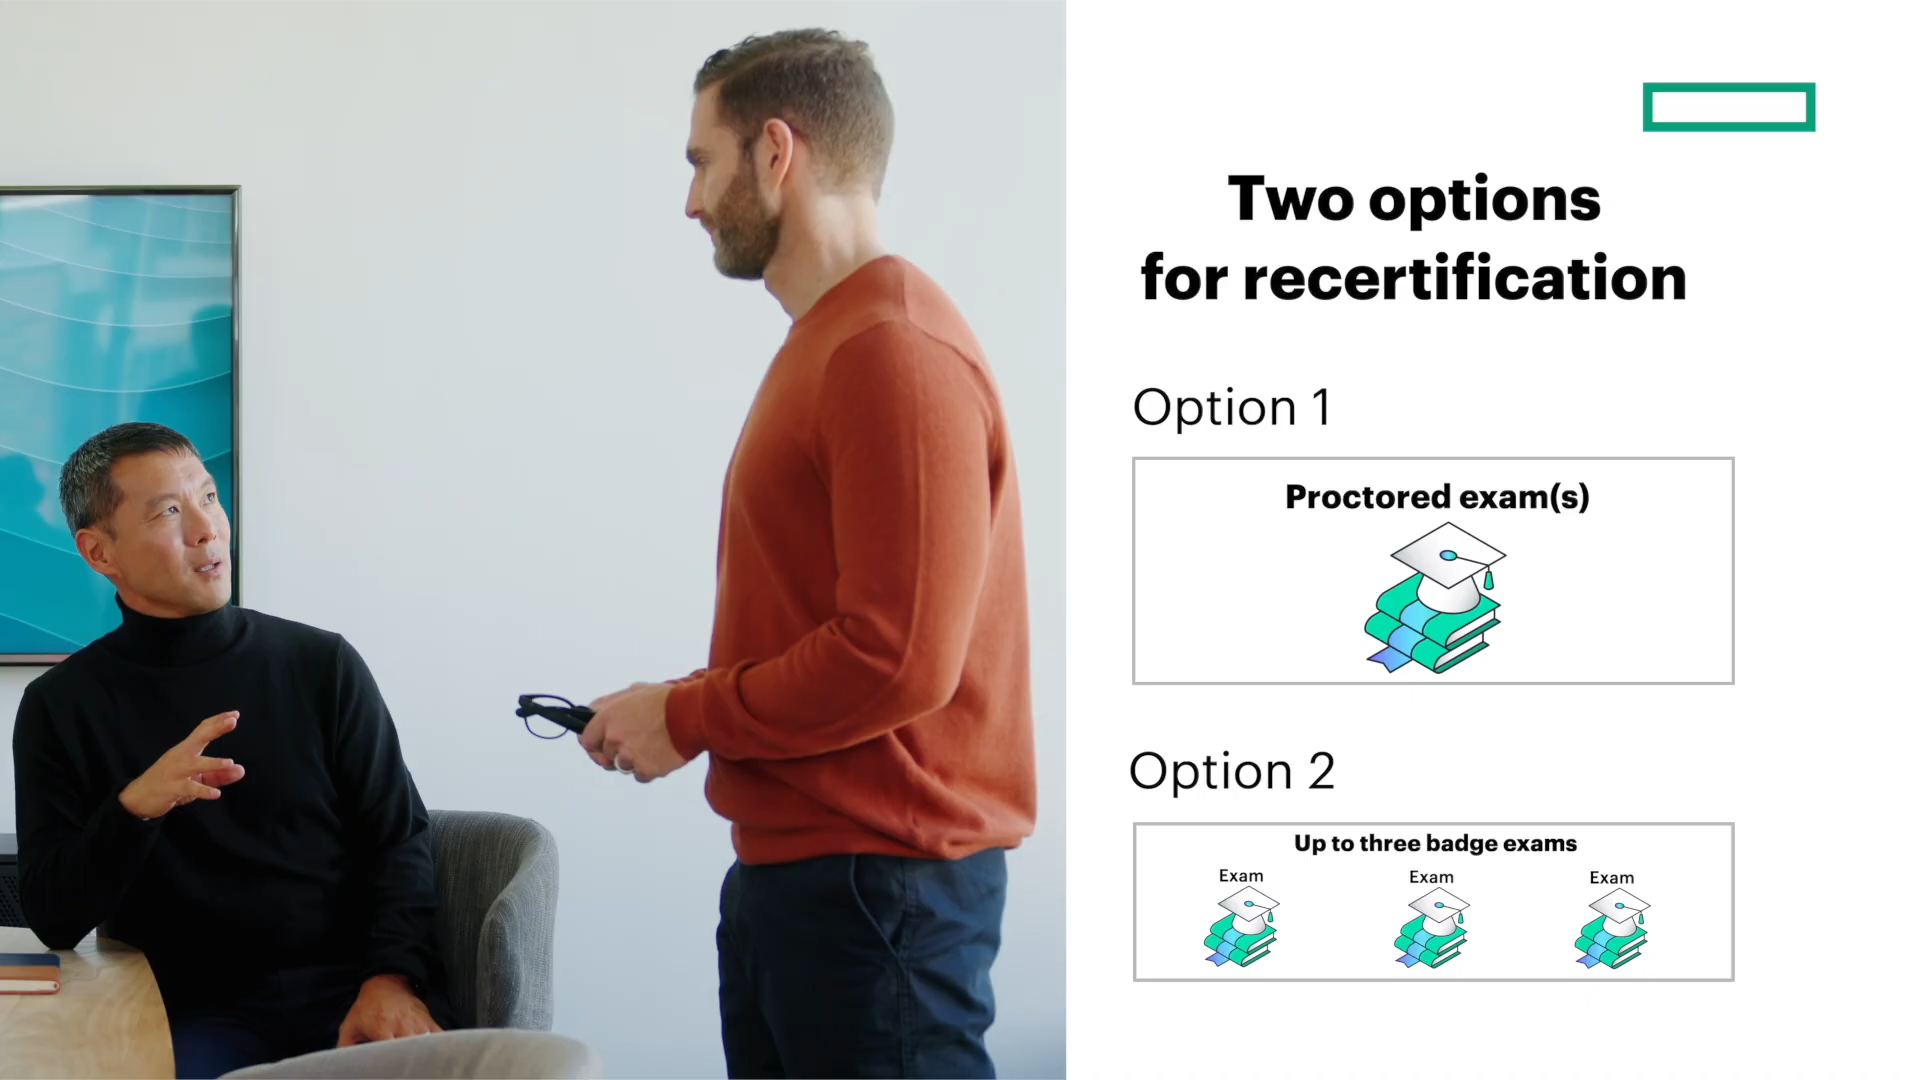 Two options
for recertification
Option 1
Proctored exam(s)
Option 2
Up to three badge exams
Exam
Exam
Exam